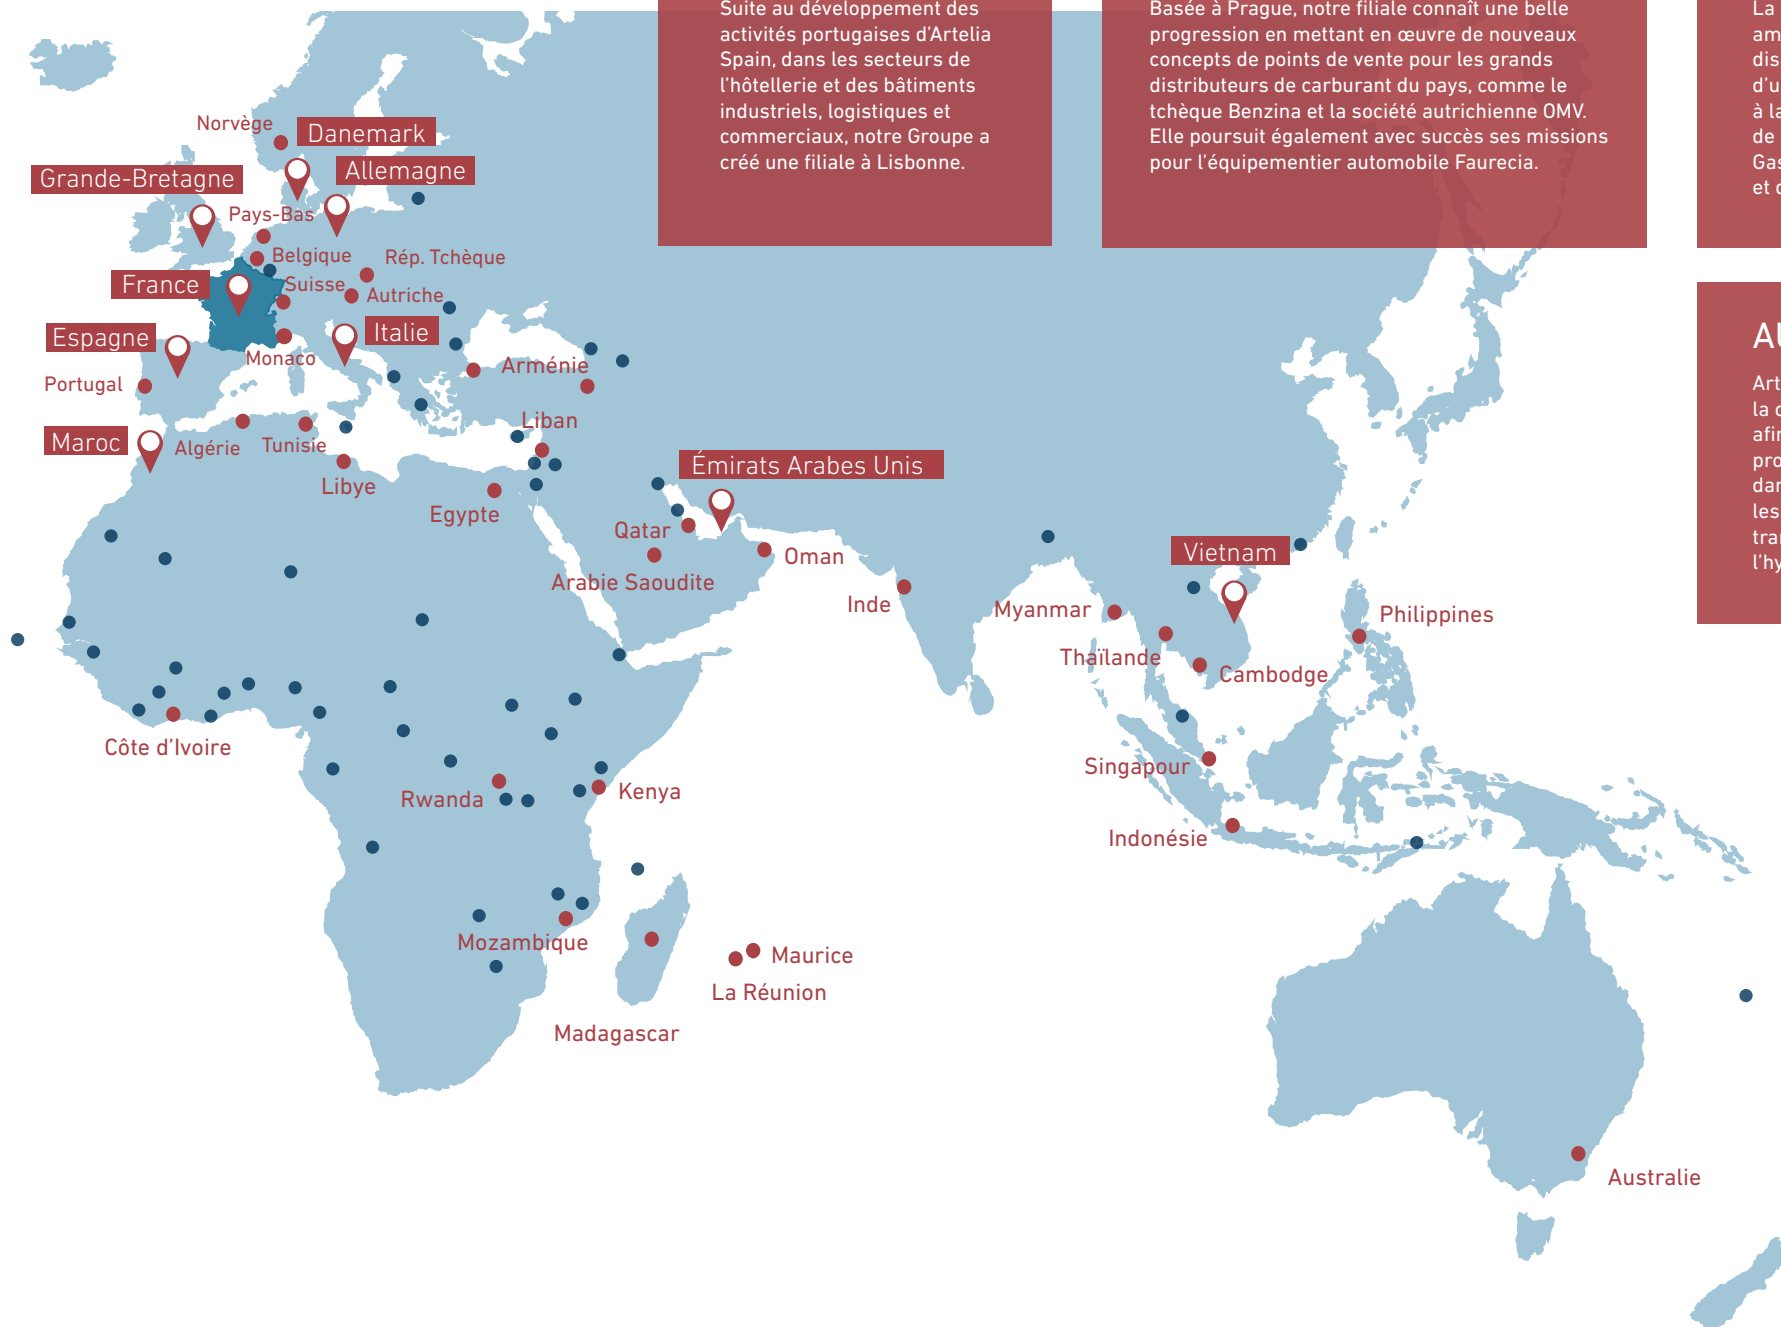 Suite au développement des
activités portugaises d'Artelia
Spain, dans les secteurs de
l'hôtellerie et des bâtiments
industriels, logistiques et
commerciaux, notre Groupe a
créé une filiale à Lisbonne.
Basée à Prague, notre filiale connaît une belle
progression en mettant en œuvre de nouveaux
concepts de points de vente pour les grands
distributeurs de carburant du pays, comme le
tchèque Benzina et la société autrichienne OMV.
Elle poursuit également avec succès ses missions
pour l'équipementier automobile Faurecia.
La
à la
de
et
la
les
Norvège
Danemark
Allemagne
Grande-Bretagne
Pays-Bas
Belgique
Rép. Tchèque
France
Suisse
Autriche
Espagne
Italie
Monaco
Arménie
Portugal
Liban
Maroc
Algérie
Tunisie
Émirats Arabes Unis
Libye
Egypte
Qatar
Oman
Vietnam
Arabie Saoudite
Inde
Myanmar
Philippines
Thaïlande
Cambodge
Côte d'Ivoire
Singapour
Rwanda
Kenya
Indonésie
Mozambique
Maurice
La Réunion
Madagascar
Australie